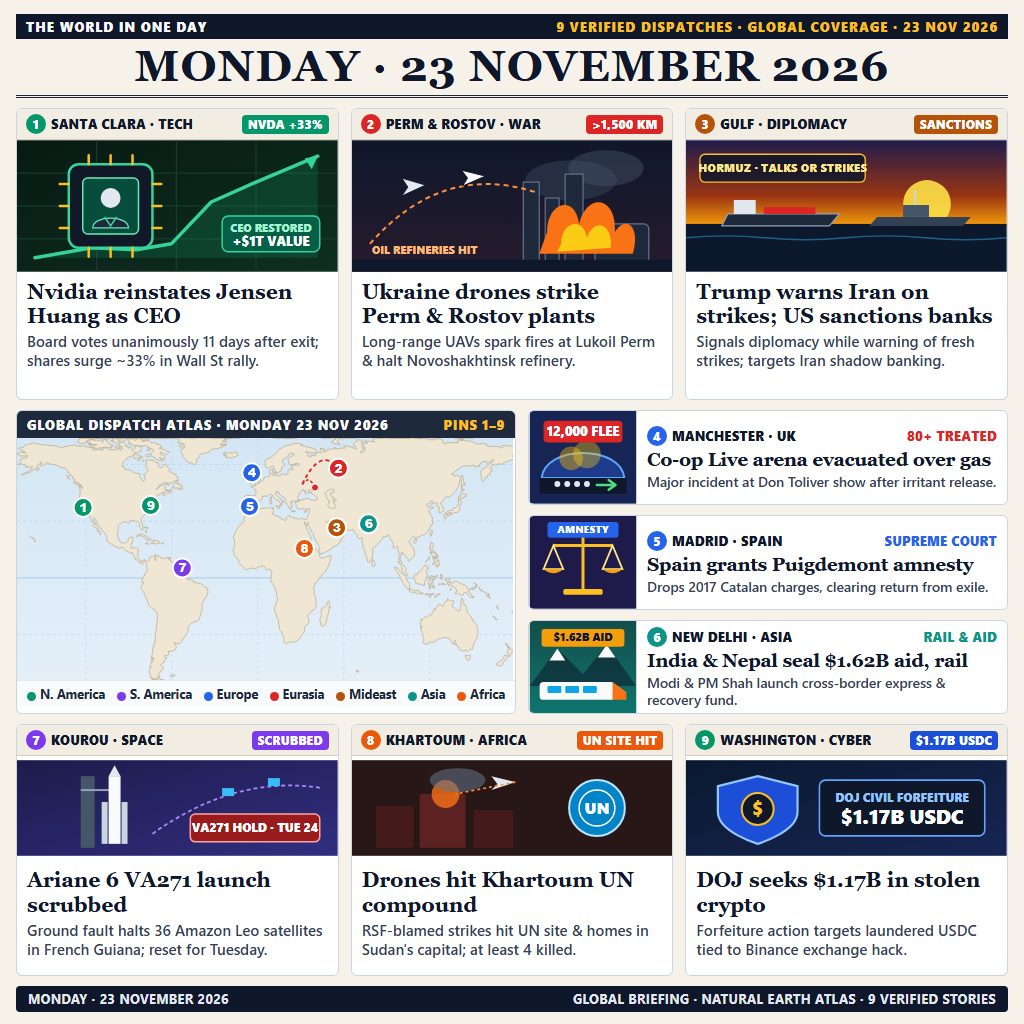 THE WORLD IN ONE DAY
9 VERIFIED DISPATCHES · GLOBAL COVERAGE · 23 NOV 2026
MONDAY · 23 NOVEMBER 2026
1 SANTA CLARA · TECH
NVDA +33%
CEO RESTORED
+$1T VALUE
Nvidia reinstates Jensen
Huang as CEO
Board votes unanimously 11 days after exit;
shares surge ~33% in Wall St rally.
2 PERM & ROSTOV · WAR
>1,500 KM
OIL REFINERIES HIT
Ukraine drones strike
Perm & Rostov plants
Long-range UAVs spark fires at Lukoil Perm
& halt Novoshakhtinsk refinery.
3 GULF · DIPLOMACY
SANCTIONS
HORMUZ · TALKS OR STRIKES
Trump warns Iran on
strikes; US sanctions banks
Signals diplomacy while warning of fresh
strikes; targets Iran shadow banking.
GLOBAL DISPATCH ATLAS · MONDAY 23 NOV 2026
PINS 1–9
1
9
4
5
2
3
6
8
7
N. America
S. America
Europe
Eurasia
Mideast
Asia
Africa
12,000 FLEE
4 MANCHESTER · UK
80+ TREATED
Co-op Live arena evacuated over gas
Major incident at Don Toliver show after irritant release.
AMNESTY
5 MADRID · SPAIN
SUPREME COURT
Spain grants Puigdemont amnesty
Drops 2017 Catalan charges, clearing return from exile.
$1.62B AID
6 NEW DELHI · ASIA
RAIL & AID
India & Nepal seal $1.62B aid, rail
Modi & PM Shah launch cross-border express &
recovery fund.
7 KOUROU · SPACE
SCRUBBED
VA271 HOLD · TUE 24
Ariane 6 VA271 launch
scrubbed
Ground fault halts 36 Amazon Leo satellites
in French Guiana; reset for Tuesday.
8 KHARTOUM · AFRICA
UN SITE HIT
UN
Drones hit Khartoum UN
compound
RSF-blamed strikes hit UN site & homes in
Sudan's capital; at least 4 killed.
9 WASHINGTON · CYBER
$1.17B USDC
$
DOJ CIVIL FORFEITURE
$1.17B USDC
DOJ seeks $1.17B in stolen
crypto
Forfeiture action targets laundered USDC
tied to Binance exchange hack.
MONDAY · 23 NOVEMBER 2026
GLOBAL BRIEFING · NATURAL EARTH ATLAS · 9 VERIFIED STORIES